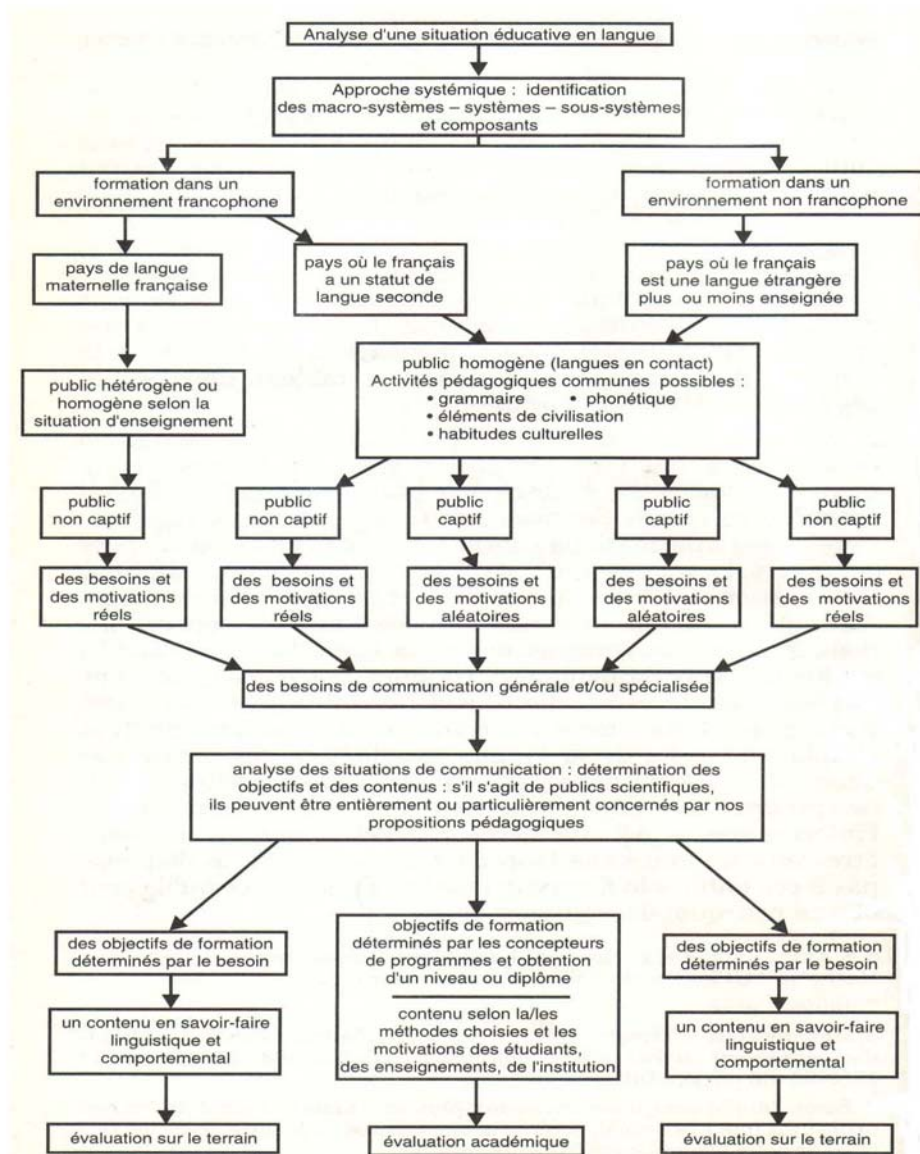 Analyse d'une situation éducative en langue
Approche systémique : identification
des macro-systèmes – systèmes – sous-systèmes
et composants
formation dans un
environnement francophone
formation dans un
environnement non francophone
pays de langue
maternelle française
pays où le français
a un statut de
langue seconde
pays où le français
est une langue étrangère
plus ou moins enseignée
public hétérogène ou
homogène selon la
situation d'enseignement
public homogène (langues en contact)
Activités pédagogiques communes possibles :
• grammaire • phonétique
• éléments de civilisation
• habitudes culturelles
public
non captif
public
non captif
public
captif
public
captif
public
non captif
des besoins et
des motivations
réels
des besoins et
des motivations
réels
des besoins et
des motivations
aléatoires
des besoins et
des motivations
aléatoires
des besoins et
des motivations
réels
des besoins de communication générale et/ou spécialisée
analyse des situations de communication : détermination des
objectifs et des contenus : s'il s'agit de publics scientifiques,
ils peuvent être entièrement ou particulièrement concernés par nos
propositions pédagogiques
des objectifs de formation
déterminés par le besoin
objectifs de formation
déterminés par les concepteurs
de programmes et obtention
d'un niveau ou diplôme
contenu selon la/les
méthodes choisies et les
motivations des étudiants,
des enseignements, de l'institution
des objectifs de formation
déterminés par le besoin
un contenu en savoir-faire
linguistique et
comportemental
un contenu en savoir-faire
linguistique et
comportemental
évaluation sur le terrain
évaluation académique
évaluation sur le terrain